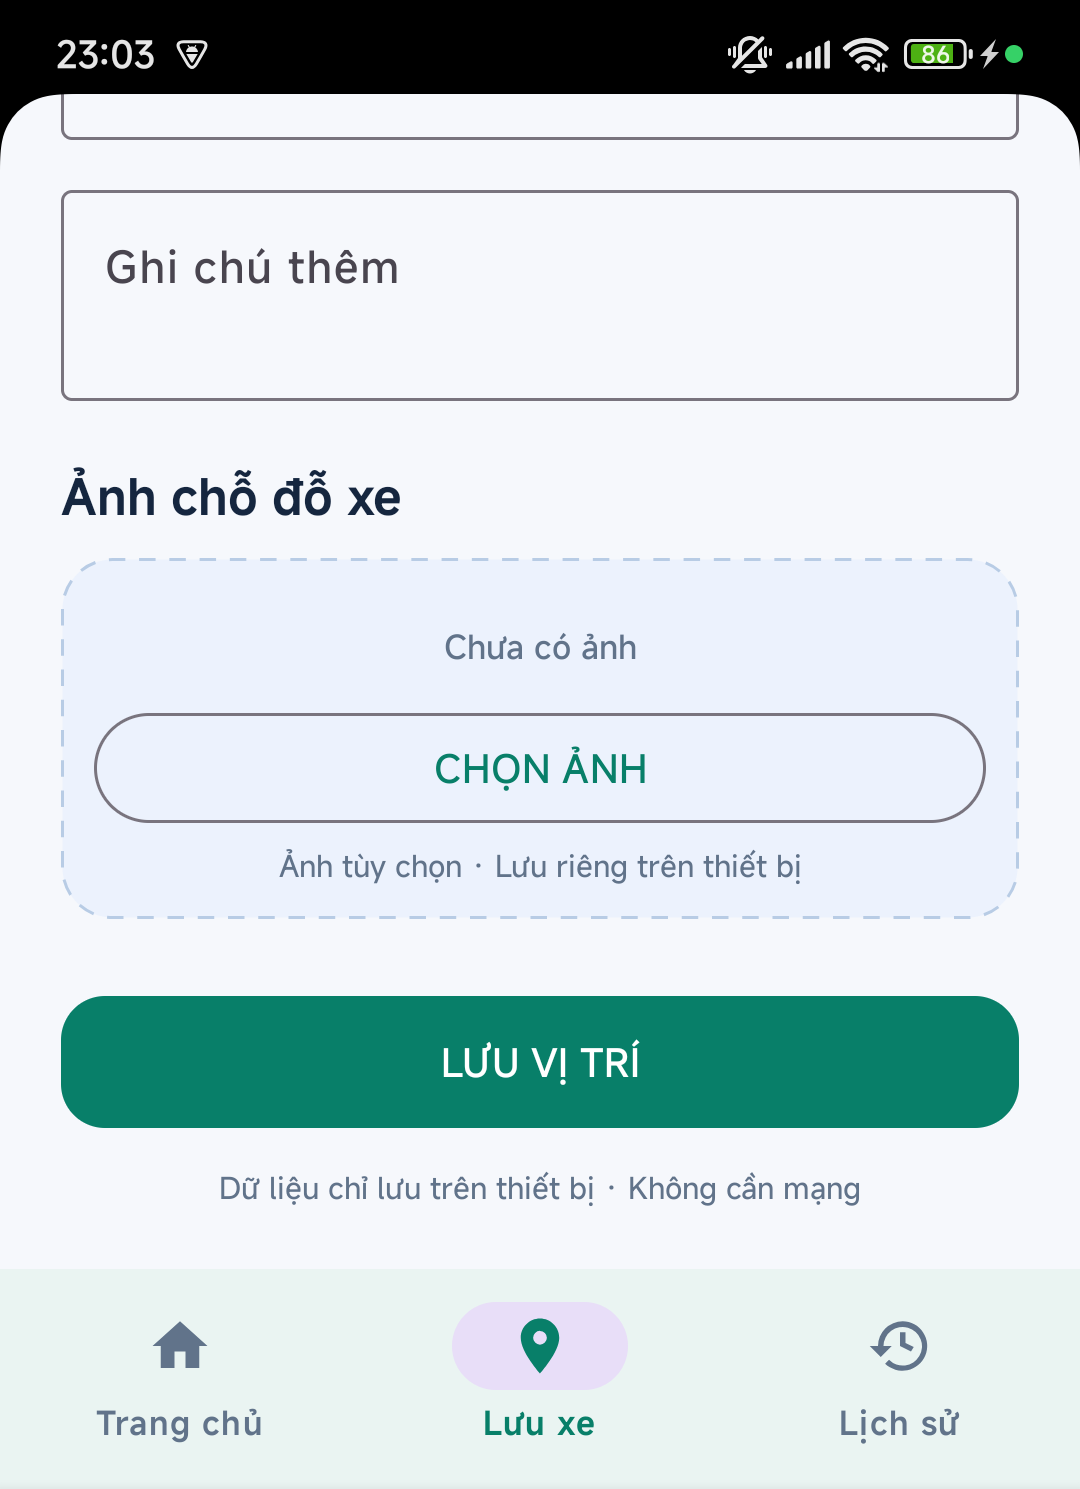 23:03
86
Ghi chú thêm
Ảnh chỗ đỗ xe
Chưa có ảnh
CHỌN ẢNH
Ảnh tùy chọn · Lưu riêng trên thiết bị
LƯU VỊ TRÍ
Dữ liệu chỉ lưu trên thiết bị · Không cần mạng
Trang chủ
Lưu xe
Lịch sử